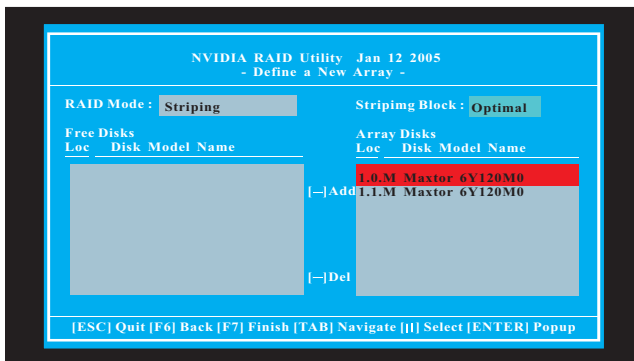 NVIDIA RAID Utility Jan 12 2005
- Define a New Array -
RAID Mode : Striping
Stripimg Block : Optimal
Free Disks
Loc Disk Model Name
Array Disks
Loc Disk Model Name
1.0.M Maxtor 6Y120M0
[—]Add
1.1.M Maxtor 6Y120M0
[—]Del
[ESC] Quit [F6] Back [F7] Finish [TAB] Navigate [||] Select [ENTER] Popup